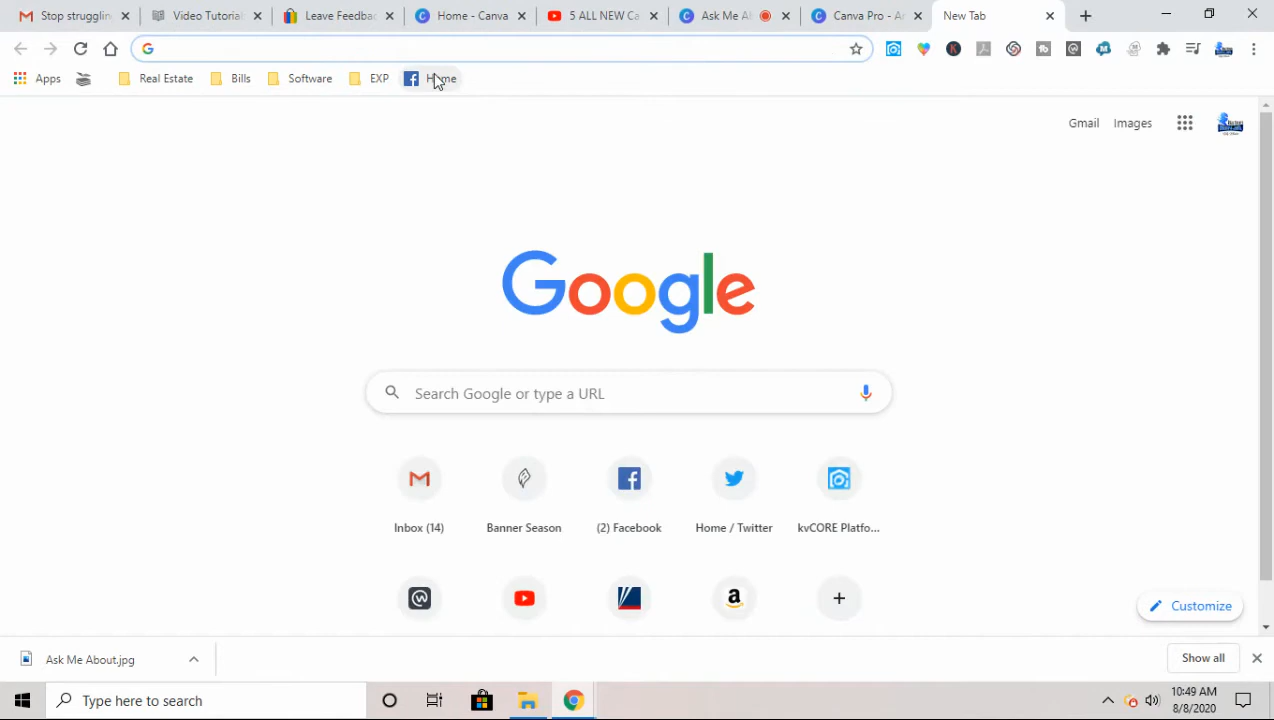 Stop strugglin
Video Tutorial
Leave Feedba
Home - Canva
5 ALL NEW Ca
Ask Me A
Canva Pro - A
New Tab
Apps
Real Estate
Bills
Software
EXP
Home
Gmail
Images
Google
Search Google or type a URL
Inbox (14)
Banner Season
(2) Facebook
Home / Twitter
kvCORE Platfo...
Customize
Ask Me About.jpg
Show all
Type here to search
10:49 AM
8/8/2020